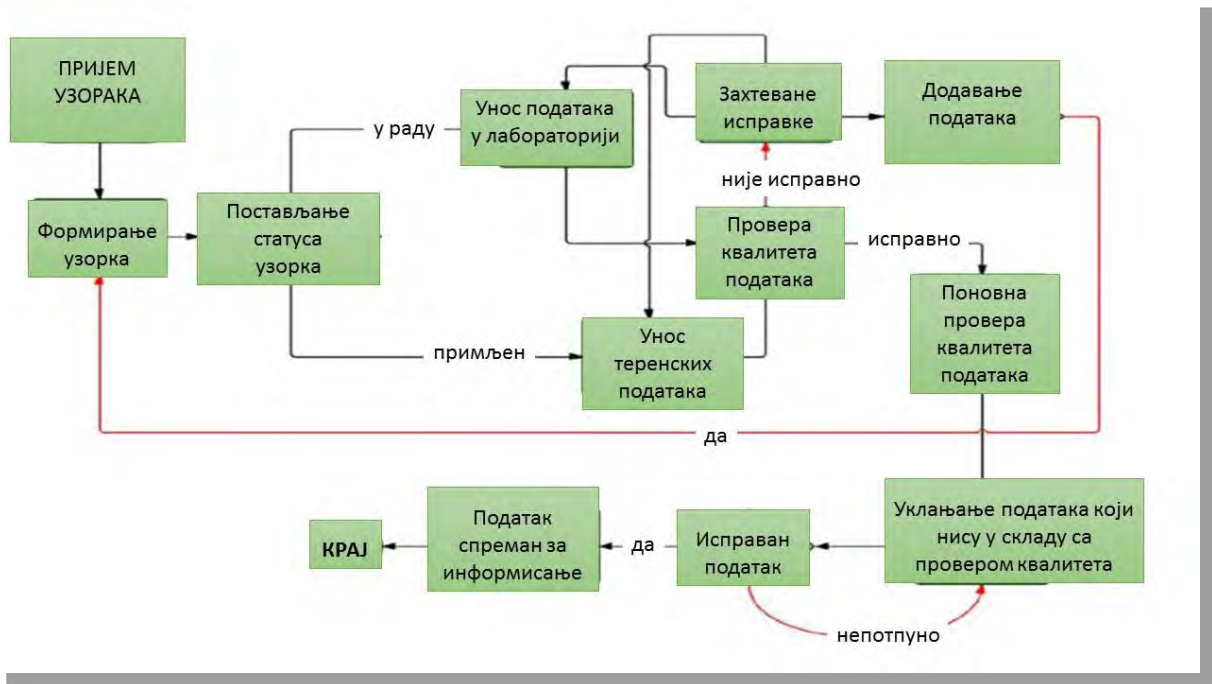 ПРИЈЕМ
УЗОРАКА
Формирање
узорка
Постављање
статуса
узорка
у раду
Унос података
у лабораторији
Захтеване
исправке
Додавање
података
није исправно
Провера
квалитета
података
исправно
Поновна
провера
квалитета
података
примљен
Унос
теренских
података
да
Уклањање података који
нису у складу са
провером квалитета
Исправан
податак
непотпуно
да
Податак
спреман за
информисање
КРАЈ